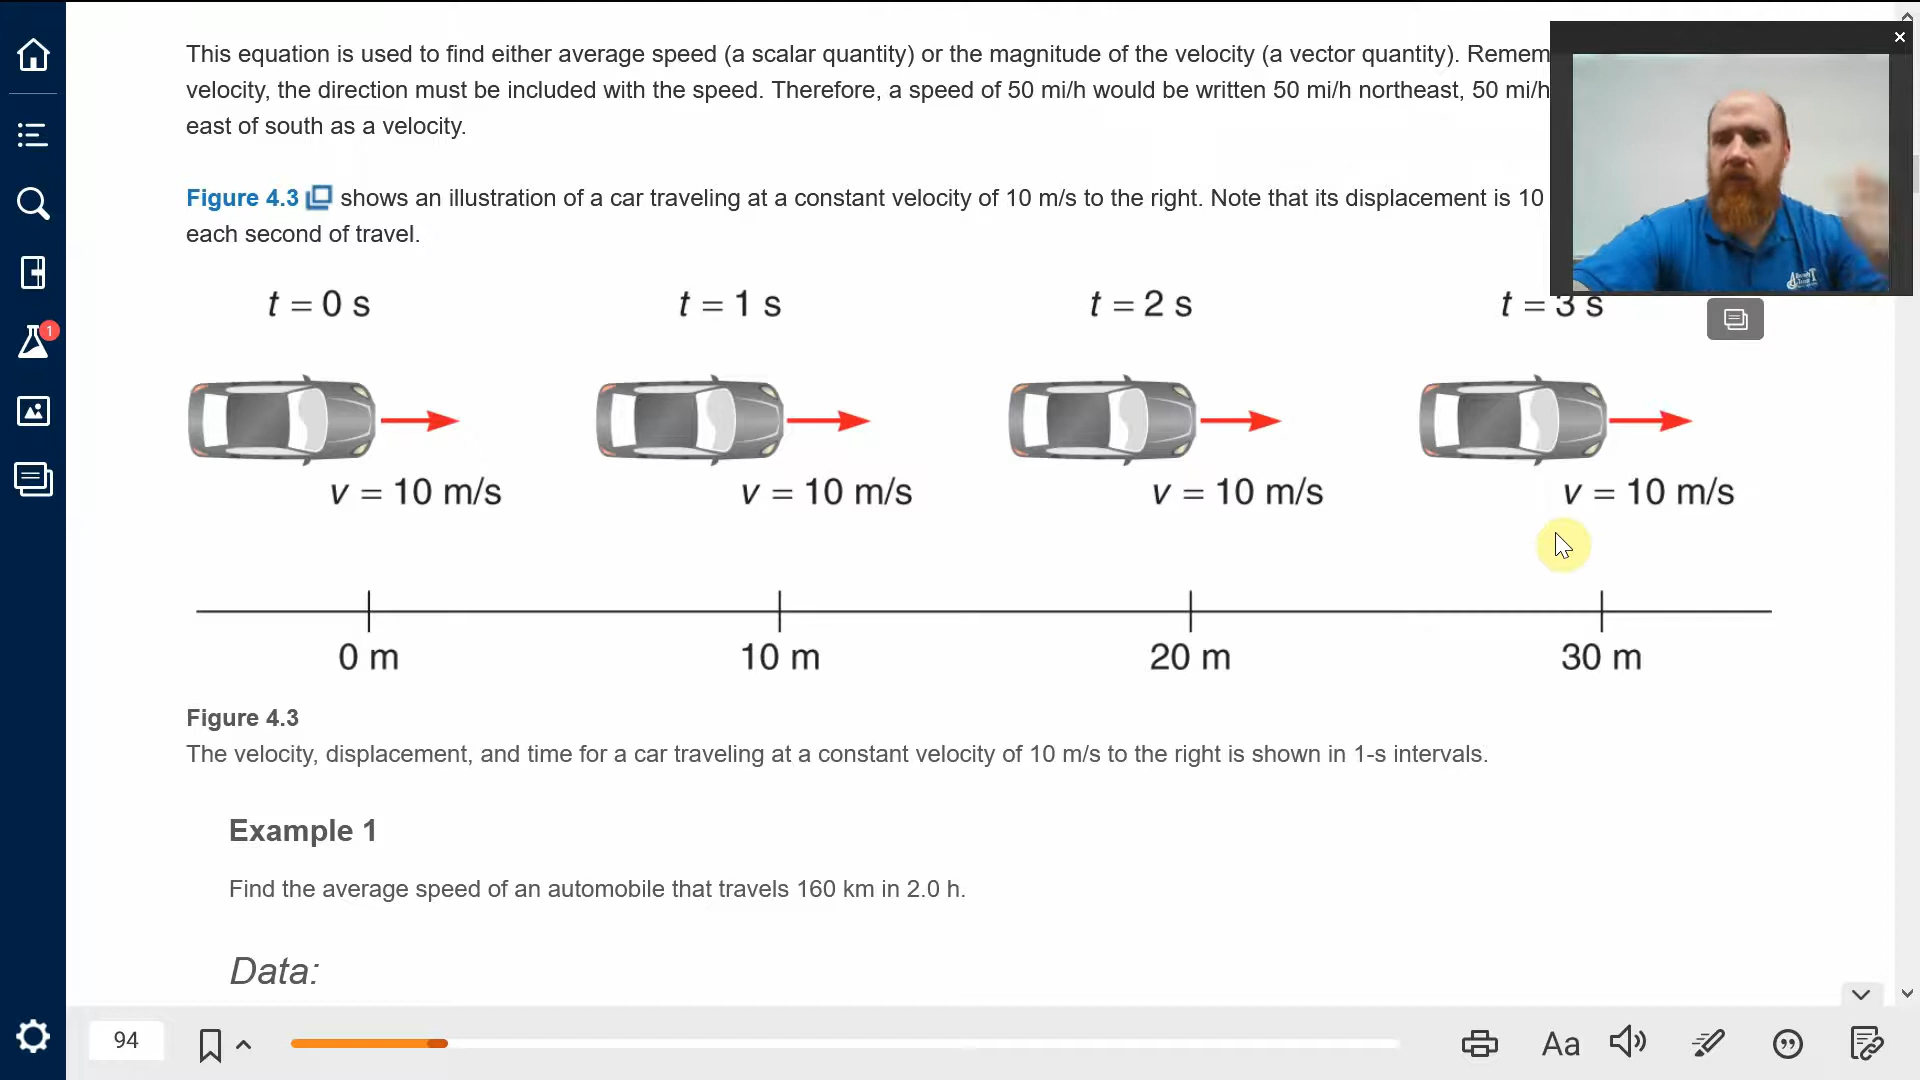 This equation is used to find either average speed (a scalar quantity) or the magnitude of the velocity (a vector quantity). Remem
velocity, the direction must be included with the speed. Therefore, a speed of 50 mi/h would be written 50 mi/h northeast, 50 mi/h
east of south as a velocity.
Figure 4.3 shows an illustration of a car traveling at a constant velocity of 10 m/s to the right. Note that its displacement is 10
each second of travel.
t = 0 s t = 1 s t = 2 s t = 3 s
v = 10 m/s v = 10 m/s v = 10 m/s v = 10 m/s
0 m 10 m 20 m 30 m
Figure 4.3
The velocity, displacement, and time for a car traveling at a constant velocity of 10 m/s to the right is shown in 1-s intervals.
Example 1
Find the average speed of an automobile that travels 160 km in 2.0 h.
Data:
1
94
Aa